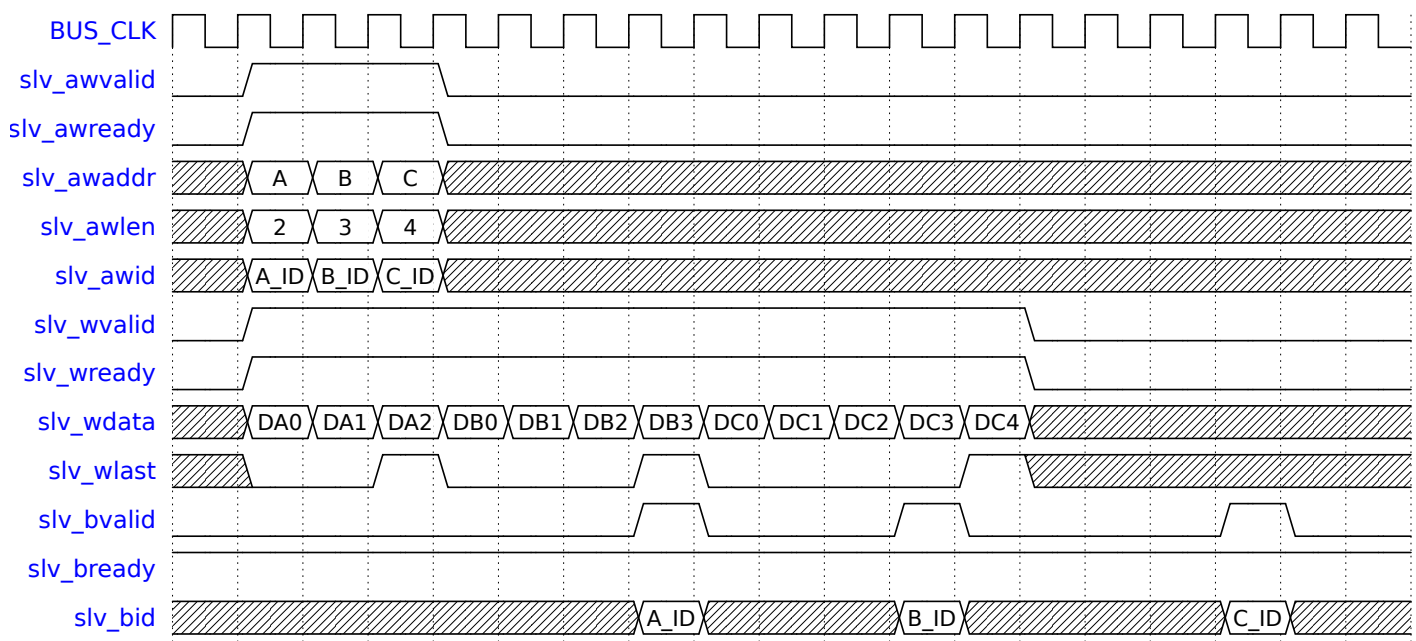 BUS_CLK
slv_awvalid
slv_awready
slv_awaddr A B C
slv_awlen 2 3 4
slv_awid A_ID B_ID C_ID
slv_wvalid
slv_wready
slv_wdata DA0 DA1 DA2 DB0 DB1 DB2 DB3 DC0 DC1 DC2 DC3 DC4
slv_wlast
slv_bvalid
slv_bready
slv_bid A_ID B_ID C_ID